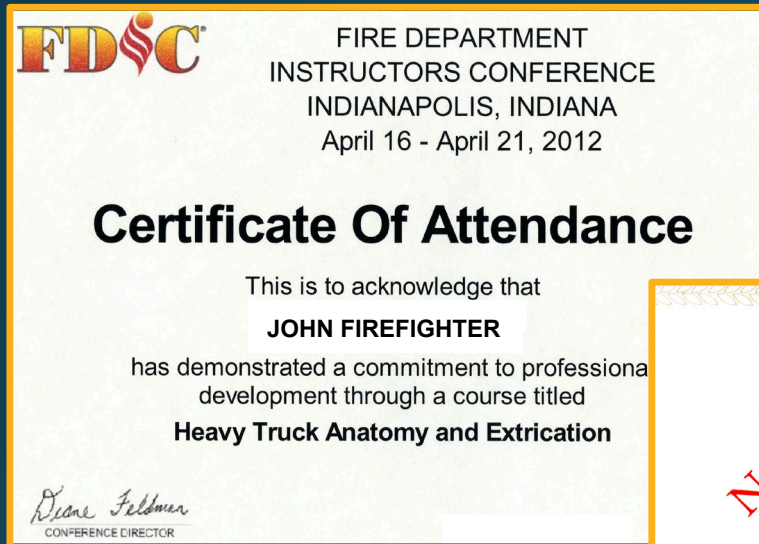 FDIC
FIRE DEPARTMENT
INSTRUCTORS CONFERENCE
INDIANAPOLIS, INDIANA
April 16 - April 21, 2012
Certificate Of Attendance
This is to acknowledge that
JOHN FIREFIGHTER
has demonstrated a commitment to professiona
development through a course titled
Heavy Truck Anatomy and Extrication
Diane Feldman
CONFERENCE DIRECTOR
N